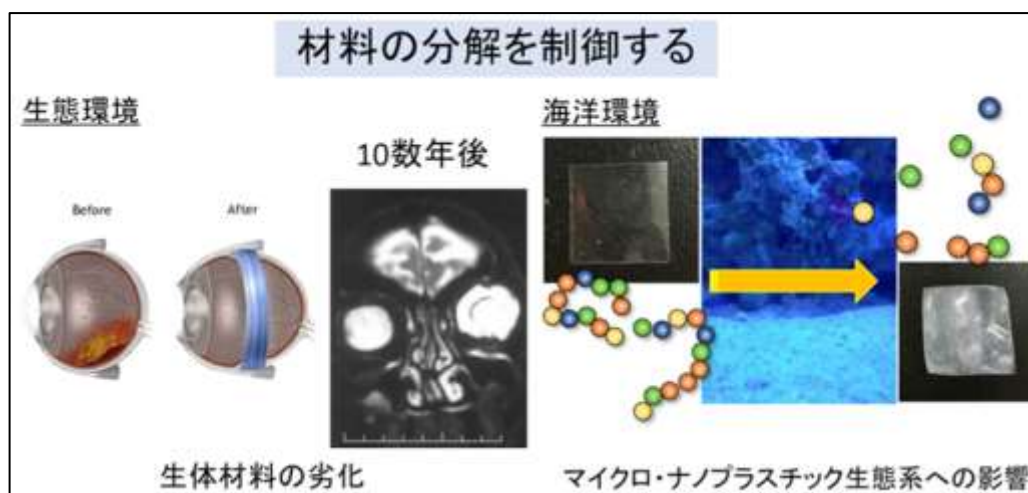 材料の分解を制御する
生態環境
10数年後
Before
After
生体材料の劣化
海洋環境
マイクロ・ナノプラスチック生態系への影響